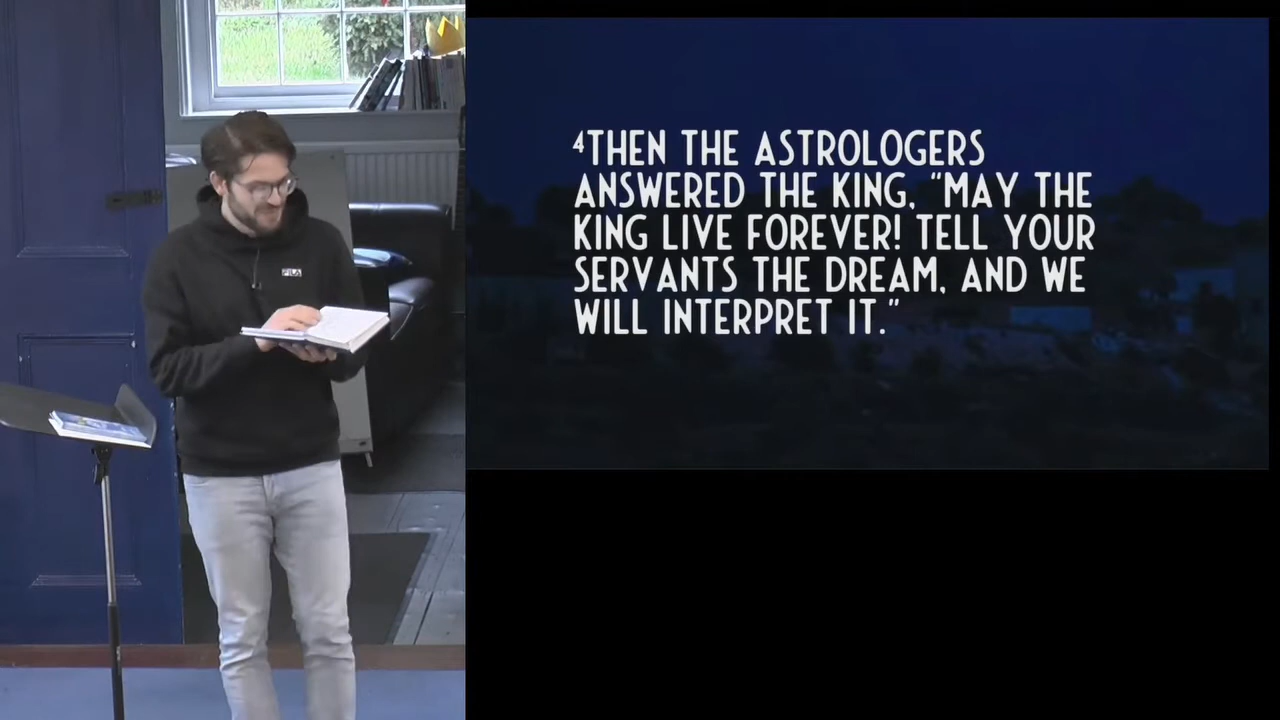 FILA
⁴THEN THE ASTROLOGERS
ANSWERED THE KING, "MAY THE
KING LIVE FOREVER! TELL YOUR
SERVANTS THE DREAM, AND WE
WILL INTERPRET IT."